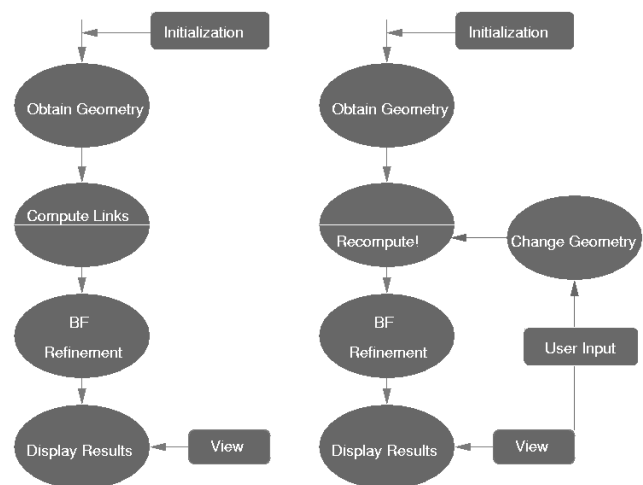 Initialization
Obtain Geometry
Compute Links
BF
Refinement
Display Results
View
Initialization
Obtain Geometry
Recompute!
Change Geometry
BF
Refinement
User Input
Display Results
View